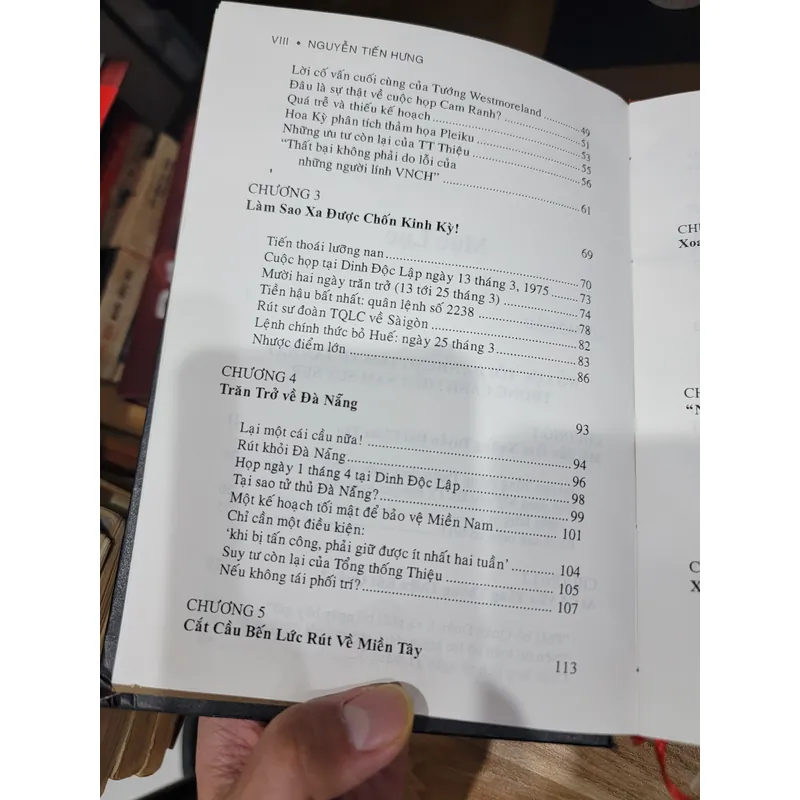 VIII • NGUYỄN TIẾN HƯNG
Lời cố vấn cuối cùng của Tướng Westmoreland
Đâu là sự thật về cuộc họp Cam Ranh? 49
Quá trễ và thiếu kế hoạch 51
Hoa Kỳ phân tích thảm họa Pleiku 53
Những ưu tư còn lại của TT Thiệu 55
“Thất bại không phải do lỗi của 56
những người lính VNCH” 61
CHƯƠNG 3
Làm Sao Xa Được Chốn Kinh Kỳ! 69
Tiến thoái lưỡng nan 70
Cuộc họp tại Dinh Độc Lập ngày 13 tháng 3, 1975 73
Mười hai ngày trăn trở (13 tới 25 tháng 3) 74
Tiền hậu bất nhất: quân lệnh số 2238 78
Rút sư đoàn TQLC về Sàigòn 82
Lệnh chính thức bỏ Huế: ngày 25 tháng 3 83
Nhược điểm lớn 86
CHƯƠNG 4
Trăn Trở về Đà Nẵng 93
Lại một cái cầu nữa! 94
Rút khỏi Đà Nẵng 96
Họp ngày 1 tháng 4 tại Dinh Độc Lập 98
Tại sao tử thủ Đà Nẵng? 99
Một kế hoạch tối mật để bảo vệ Miền Nam 101
Chỉ cần một điều kiện:
‘khi bị tấn công, phải giữ được ít nhất hai tuần’ 104
Suy tư còn lại của Tổng thống Thiệu 105
Nếu không tái phối trí? 107
CHƯƠNG 5
Cắt Cầu Bến Lức Rút Về Miền Tây 113
Xoa
“N
X